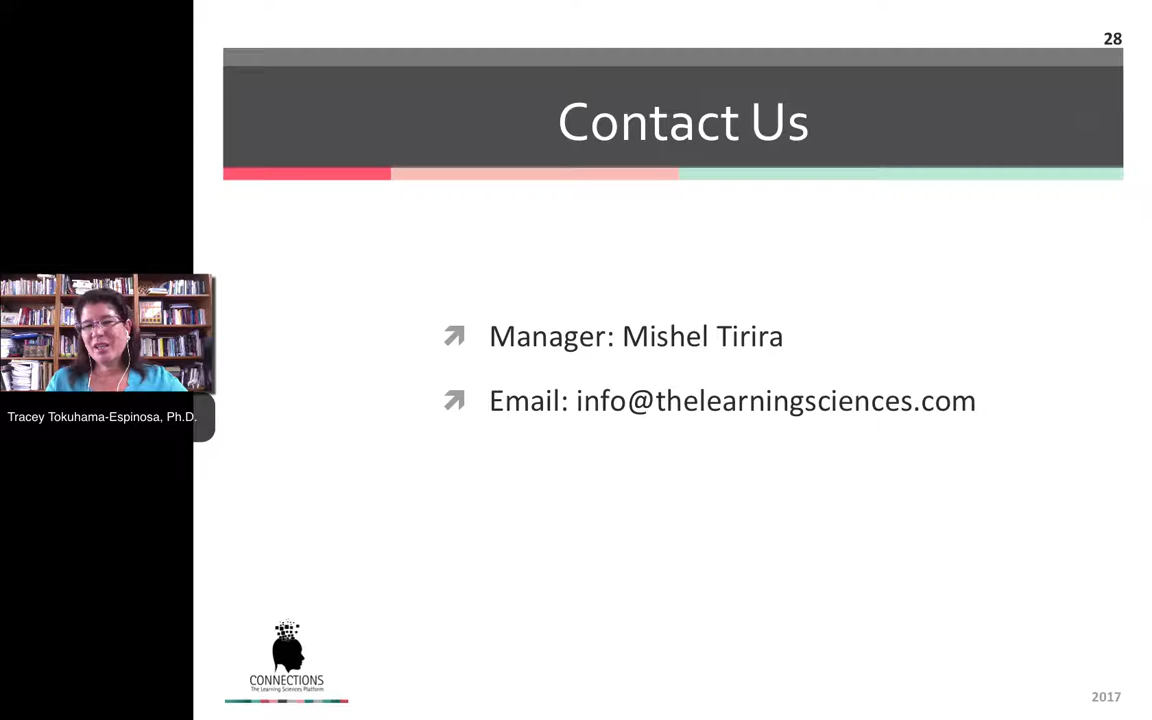 28
Contact Us
Manager: Mishel Tirira
Email: info@thelearningsciences.com
Tracey Tokuhama-Espinosa, Ph.D.
CONNECTIONS
The Learning Sciences Platform
2017